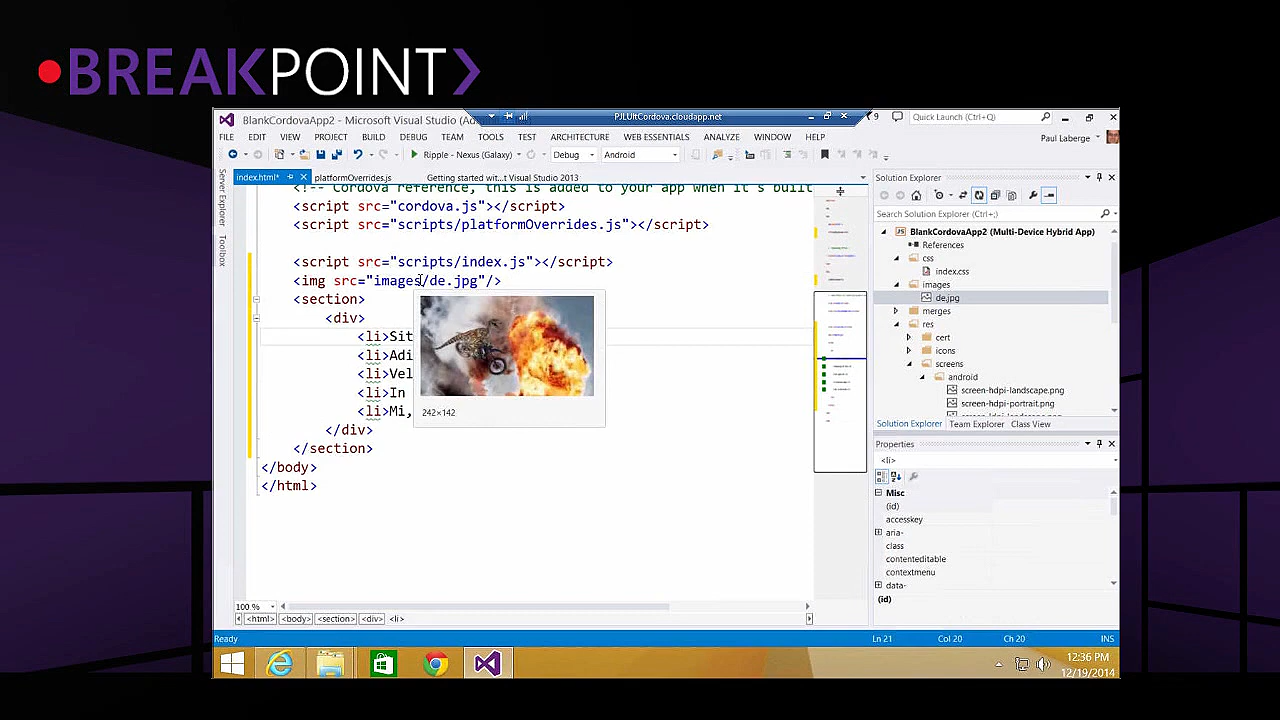 BREAKPOINT
BlankCordovaApp2 - Microsoft Visual Studio (Ad
PJLUltCordova.cloudapp.net
9
Quick Launch (Ctrl+Q)
FILE EDIT VIEW PROJECT BUILD DEBUG TEAM TOOLS TEST ARCHITECTURE WEB ESSENTIALS ANALYZE WINDOW HELP
Paul Laberge
Ripple - Nexus (Galaxy)
Debug
Android
Server Explorer
Toolbox
index.html*
platformOverrides.js
Getting started wit...t Visual Studio 2013
<!-- Cordova reference, this is added to your app when it's built
<script src="cordova.js"></script>
<script src="scripts/platformOverrides.js"></script>
<script src="scripts/index.js"></script>
<img src="images/de.jpg"/>
<section>
<div>
<li>Sit
<li>Adi
<li>Vel
<li>In
<li>Mi,
242×142
</div>
</section>
</body>
</html>
100 %
<html> <body> <section> <div> <li>
Solution Explorer
Search Solution Explorer (Ctrl+;)
BlankCordovaApp2 (Multi-Device Hybrid App)
References
css
index.css
images
de.jpg
merges
res
cert
icons
screens
android
screen-hdpi-landscape.png
screen-hdpi-portrait.png
Solution Explorer Team Explorer Class View
Properties
<li>
Misc
(id)
accesskey
aria-
class
contenteditable
contextmenu
data-
(id)
Ready
Ln 21
Col 20
Ch 20
INS
12:36 PM
12/19/2014